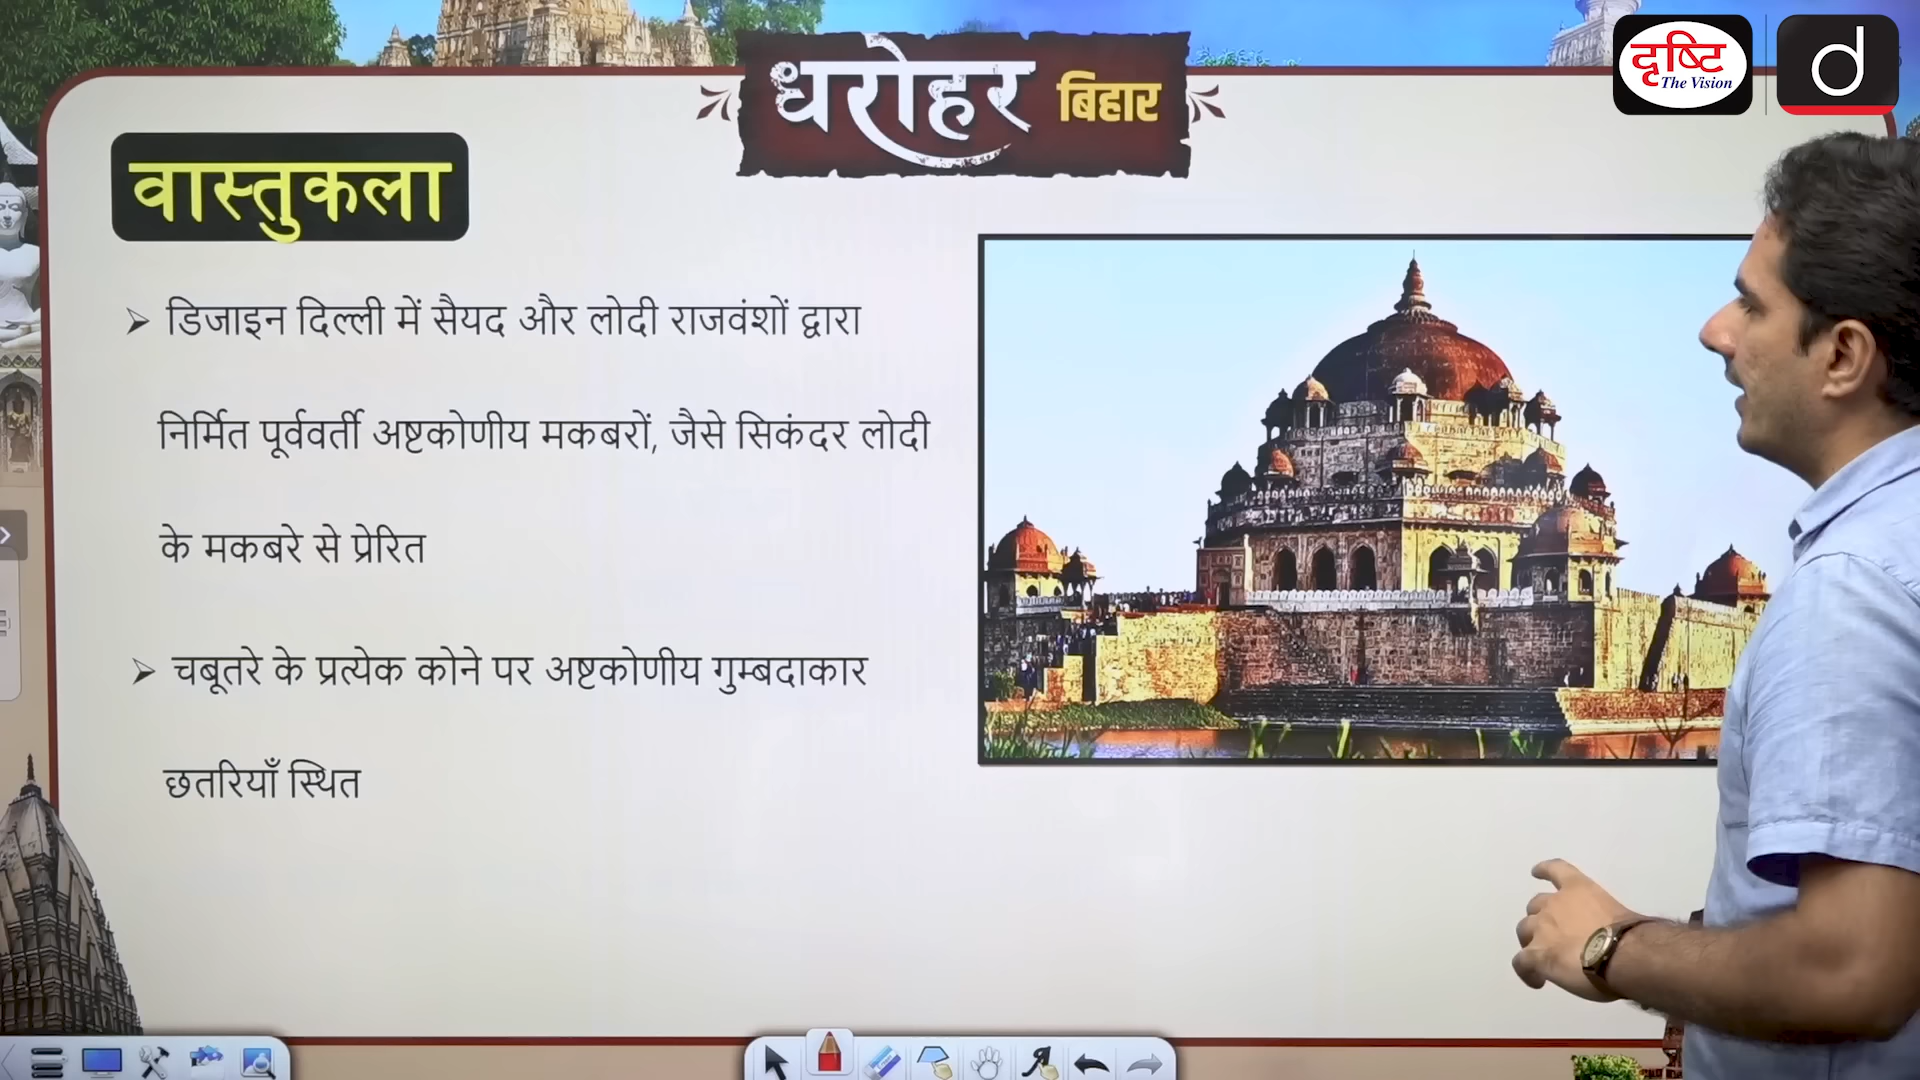 धरोहर बिहार
दृष्टि
The Vision
d
वास्तुकला
➢ डिजाइन दिल्ली में सैयद और लोदी राजवंशों द्वारा
निर्मित पूर्ववर्ती अष्टकोणीय मकबरों, जैसे सिकंदर लोदी
के मकबरे से प्रेरित
➢ चबूतरे के प्रत्येक कोने पर अष्टकोणीय गुम्बदाकार
छतरियाँ स्थित